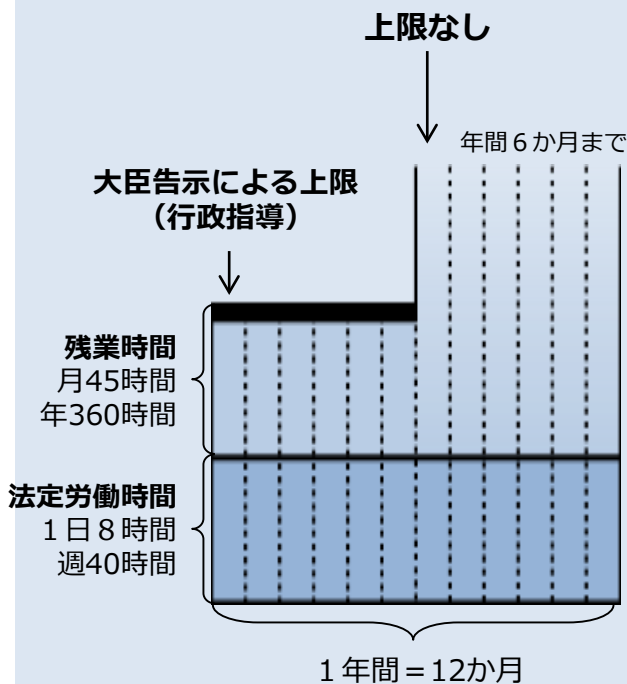 上限なし
年間６か月まで
大臣告示による上限
（行政指導）
残業時間
月45時間
年360時間
法定労働時間
１日８時間
週40時間
１年間＝12か月